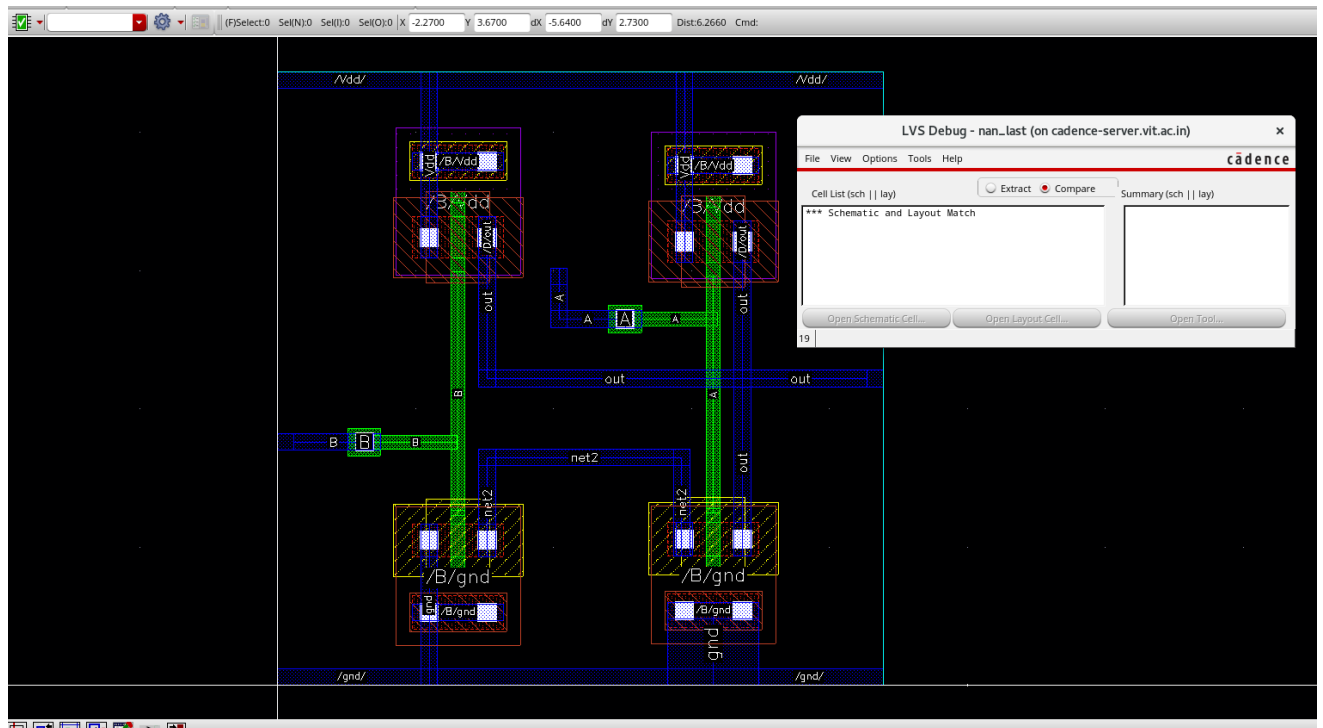 (F)Select:0 Sel(N):0 Sel(I):0 Sel(O):0 X -2.2700 Y 3.6700 dX -5.6400 dY 2.7300 Dist:6.2660 Cmd:
/Vdd/ /Vdd/
LVS Debug - nan_last (on cadence-server.vit.ac.in) ×
File View Options Tools Help cādence
Extract Compare
Cell List (sch || lay) Summary (sch || lay)
*** Schematic and Layout Match
Open Schematic Cell... Open Layout Cell... Open Tool...
19
Vdd /B/Vdd Vdd /B/Vdd
/B/Vdd /B/Vdd
/D/out /D/out
out A out
A A A
out out
B A
B B B
net2
net2 net2 out
/B/gnd /B/gnd
gnd /B/gnd /B/gnd
gnd
/gnd/ /gnd/